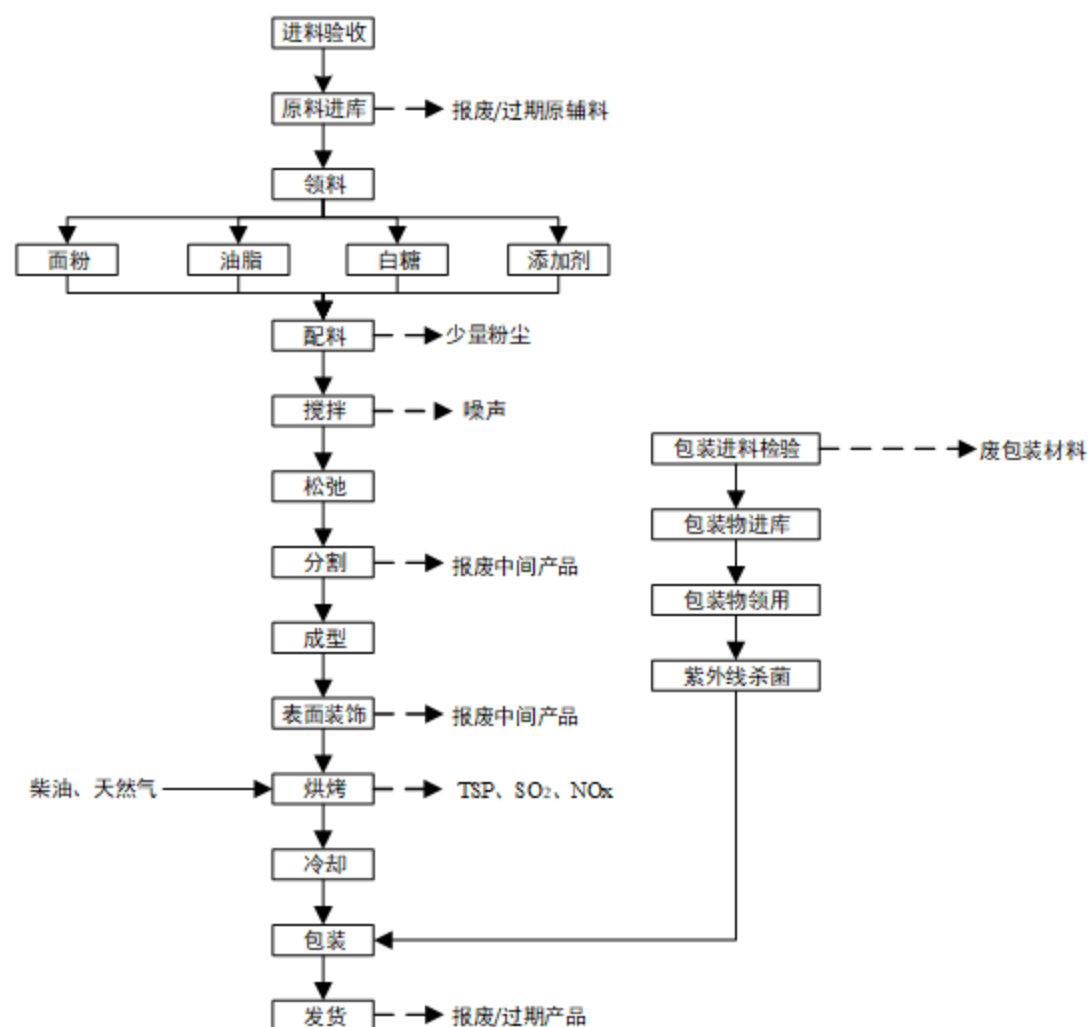 进料验收
原料进库
报废/过期原辅料
领料
面粉
油脂
白糖
添加剂
配料
少量粉尘
搅拌
噪声
松弛
分割
报废中间产品
成型
表面装饰
报废中间产品
柴油、天然气
烘烤
TSP、SO₂、NOx
冷却
包装
发货
报废/过期产品
包装进料检验
废包装材料
包装物进库
包装物领用
紫外线杀菌